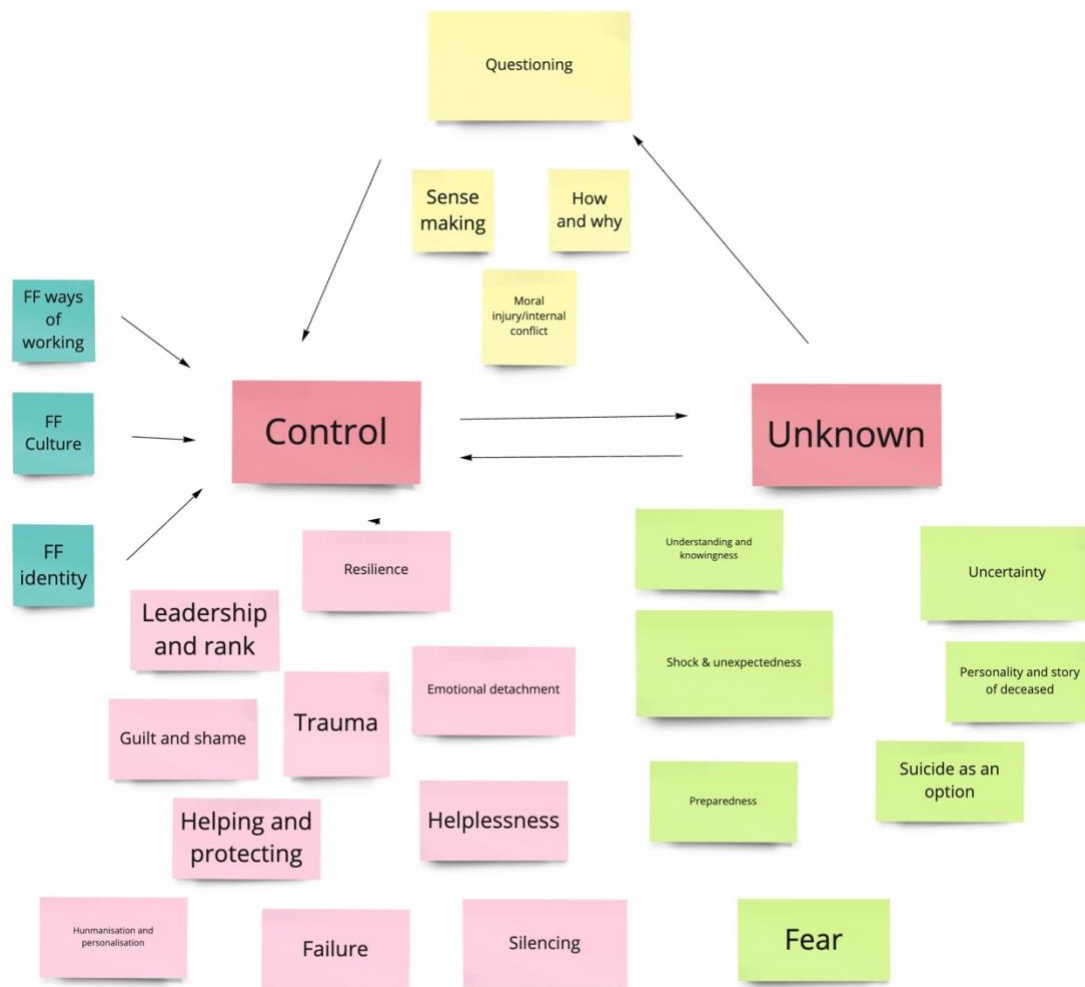 Questioning
Sense
making
How
and why
Moral
injury/internal
conflict
FF ways
of
working
FF
Culture
FF
identity
Control
Unknown
Resilience
Leadership
and rank
Emotional detachment
Trauma
Guilt and shame
Helping and
protecting
Helplessness
Hunmanisation and
personalisation
Failure
Silencing
Understanding and
knowingness
Uncertainty
Shock & unexpectedness
Personality and story
of deceased
Preparedness
Suicide as an
option
Fear